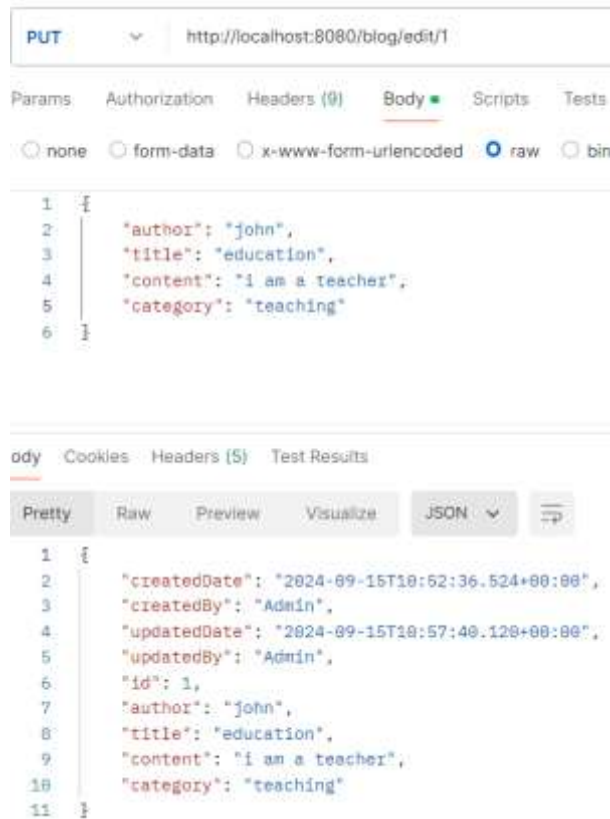 PUT http://localhost:8080/blog/edit/1
Params Authorization Headers (9) Body Scripts Tests
none form-data x-www-form-urlencoded raw bin
1 {
2 "author": "john",
3 "title": "education",
4 "content": "i am a teacher",
5 "category": "teaching"
6 }
ody Cookies Headers (5) Test Results
Pretty Raw Preview Visualize JSON
1 {
2 "createdDate": "2024-09-15T10:52:36.524+00:00",
3 "createdBy": "Admin",
4 "updatedDate": "2024-09-15T10:57:40.120+00:00",
5 "updatedBy": "Admin",
6 "id": 1,
7 "author": "john",
8 "title": "education",
9 "content": "i am a teacher",
10 "category": "teaching"
11 }